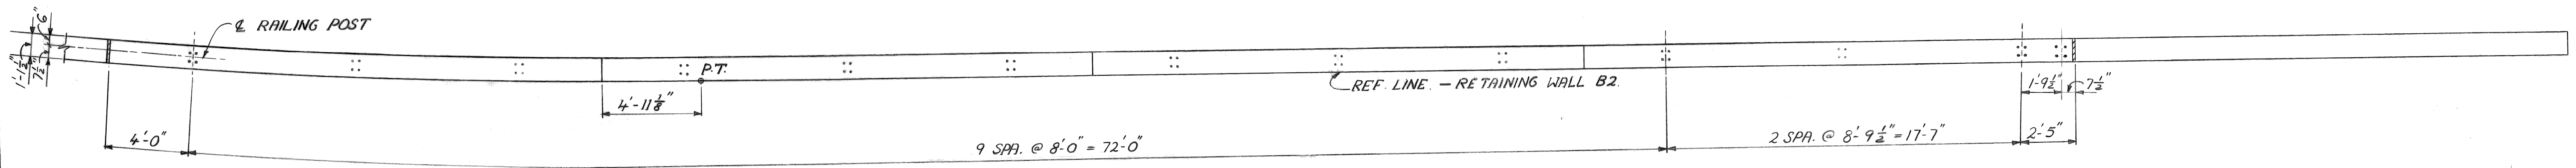 ℄ RAILING POST
6"
1'-1½"
7½"
P.T.
REF. LINE. — RETAINING WALL B2.
4'-11⅛"
1'-9½"
7½"
4'-0"
9 SPA. @ 8'-0" = 72'-0"
2 SPA. @ 8'-9½" = 17'-7"
2'-5"